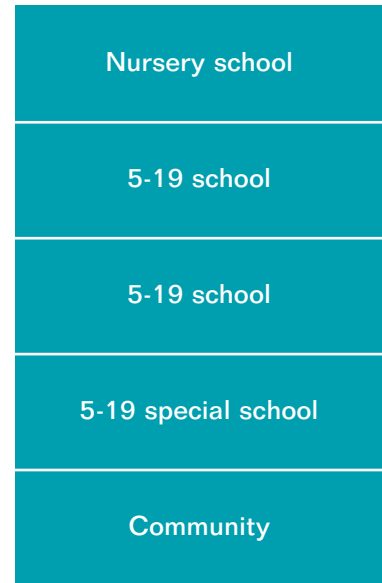 Nursery school
5-19 school
5-19 school
5-19 special school
Community